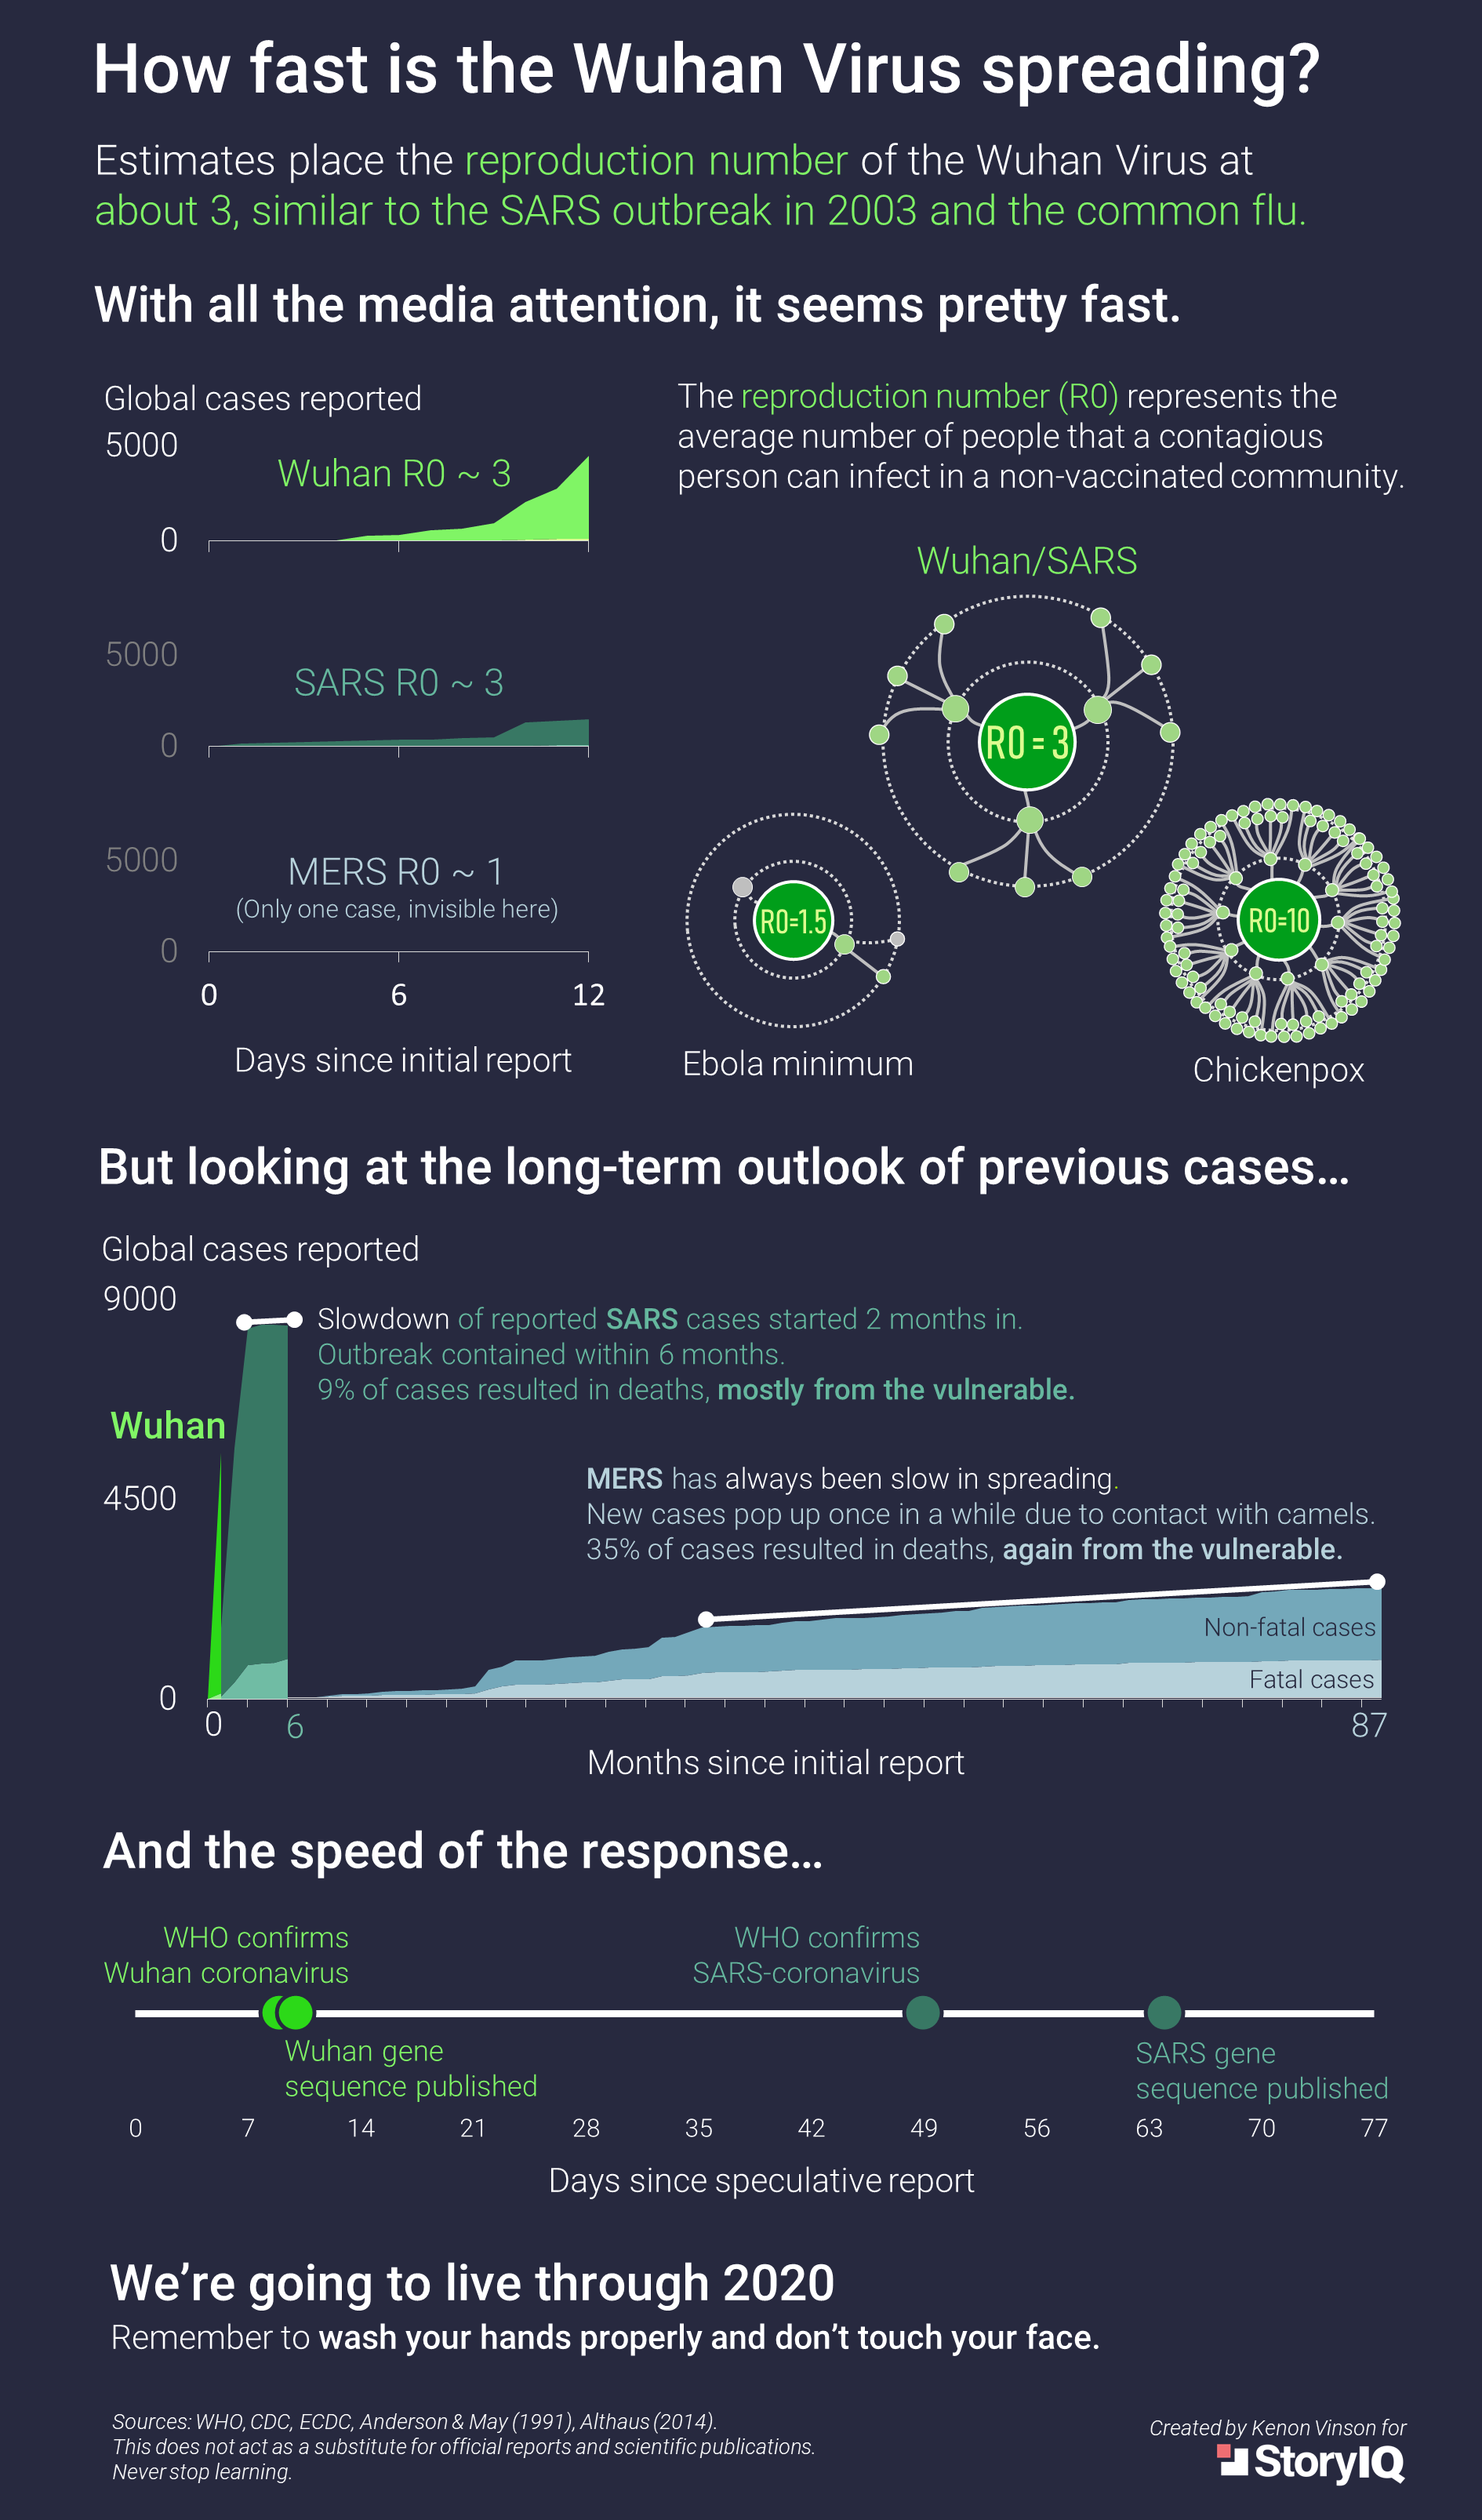 How fast is the Wuhan Virus spreading?
Estimates place the reproduction number of the Wuhan Virus at
about 3, similar to the SARS outbreak in 2003 and the common flu.
With all the media attention, it seems pretty fast.
Global cases reported
5000
Wuhan R0 ~ 3
0
5000
SARS R0 ~ 3
0
5000
MERS R0 ~ 1
(Only one case, invisible here)
0
0 6 12
Days since initial report
The reproduction number (R0) represents the
average number of people that a contagious
person can infect in a non-vaccinated community.
Wuhan/SARS
R0 = 3
R0=1.5
R0=10
Ebola minimum
Chickenpox
But looking at the long-term outlook of previous cases...
Global cases reported
9000
Slowdown of reported SARS cases started 2 months in.
Outbreak contained within 6 months.
9% of cases resulted in deaths, mostly from the vulnerable.
Wuhan
MERS has always been slow in spreading.
4500
New cases pop up once in a while due to contact with camels.
35% of cases resulted in deaths, again from the vulnerable.
Non-fatal cases
Fatal cases
0
0 6 87
Months since initial report
And the speed of the response...
WHO confirms
Wuhan coronavirus
WHO confirms
SARS-coronavirus
Wuhan gene
sequence published
SARS gene
sequence published
0 7 14 21 28 35 42 49 56 63 70 77
Days since speculative report
We're going to live through 2020
Remember to wash your hands properly and don't touch your face.
Sources: WHO, CDC, ECDC, Anderson & May (1991), Althaus (2014).
This does not act as a substitute for official reports and scientific publications.
Never stop learning.
Created by Kenon Vinson for
StoryIQ